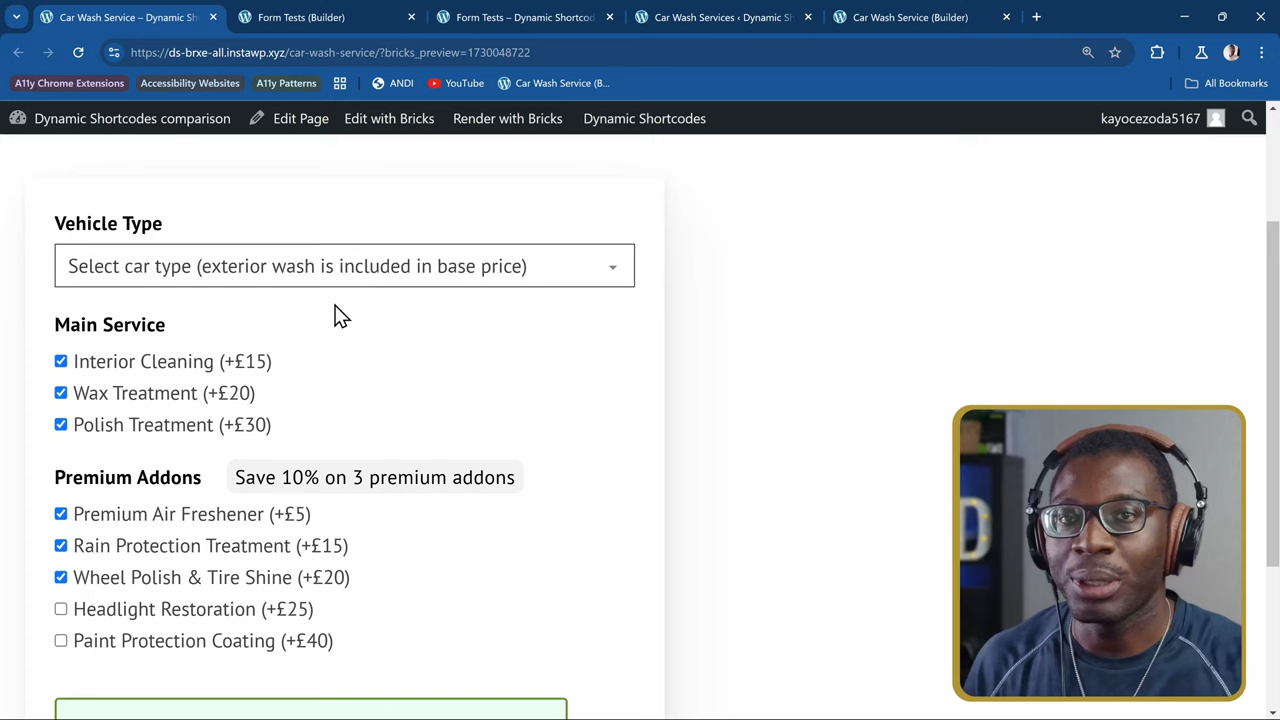 Car Wash Service – Dynamic Sh
Form Tests (Builder)
Form Tests – Dynamic Shortcod
Car Wash Services ‹ Dynamic Sh
Car Wash Service (Builder)
https://ds-brxe-all.instawp.xyz/car-wash-service/?bricks_preview=1730048722
A11y Chrome Extensions
Accessibility Websites
A11y Patterns
ANDI
YouTube
Car Wash Service (B...
All Bookmarks
Dynamic Shortcodes comparison
Edit Page
Edit with Bricks
Render with Bricks
Dynamic Shortcodes
kayocezoda5167
Vehicle Type
Select car type (exterior wash is included in base price)
Main Service
Interior Cleaning (+£15)
Wax Treatment (+£20)
Polish Treatment (+£30)
Premium Addons
Save 10% on 3 premium addons
Premium Air Freshener (+£5)
Rain Protection Treatment (+£15)
Wheel Polish & Tire Shine (+£20)
Headlight Restoration (+£25)
Paint Protection Coating (+£40)